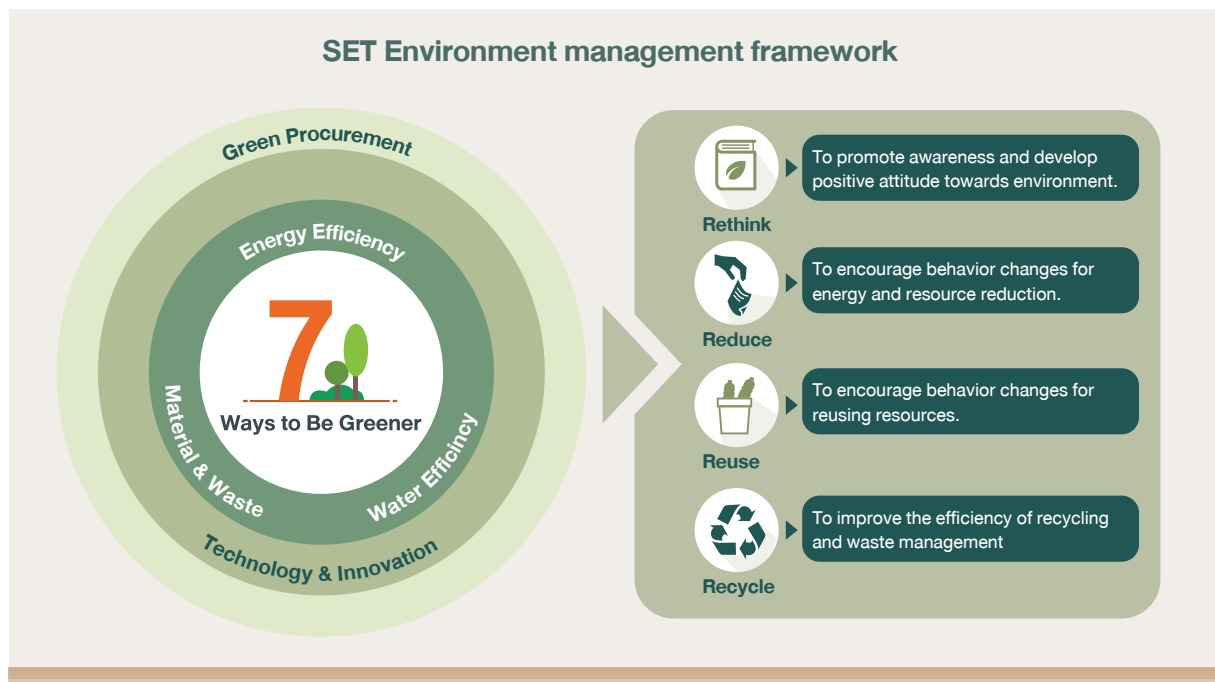 SET Environment management framework
Green Procurement
Energy Efficiency
7
Ways to Be Greener
Material & Waste
Water Efficincy
Technology & Innovation
To promote awareness and develop
positive attitude towards environment.
Rethink
To encourage behavior changes for
energy and resource reduction.
Reduce
To encourage behavior changes for
reusing resources.
Reuse
To improve the efficiency of recycling
and waste management
Recycle